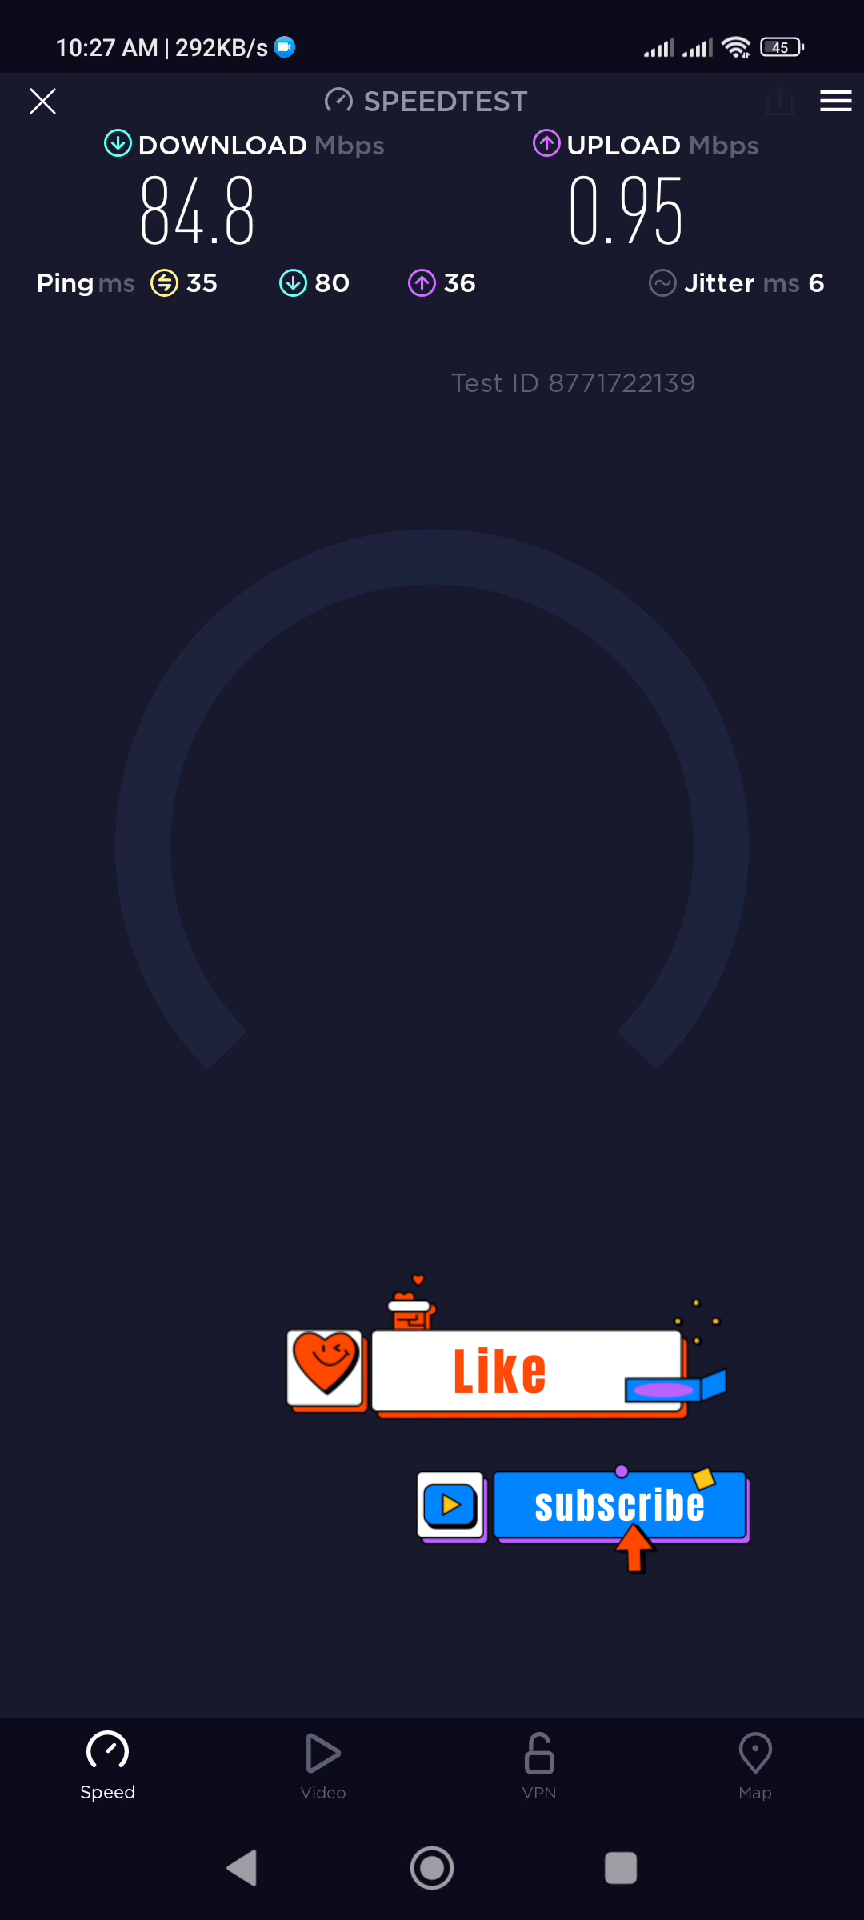 10:27 AM | 292KB/s 45
SPEEDTEST
DOWNLOAD Mbps UPLOAD Mbps
84.8 0.95
Ping ms 35 80 36 Jitter ms 6
Test ID 8771722139
Like
subscribe
Speed Video VPN Map